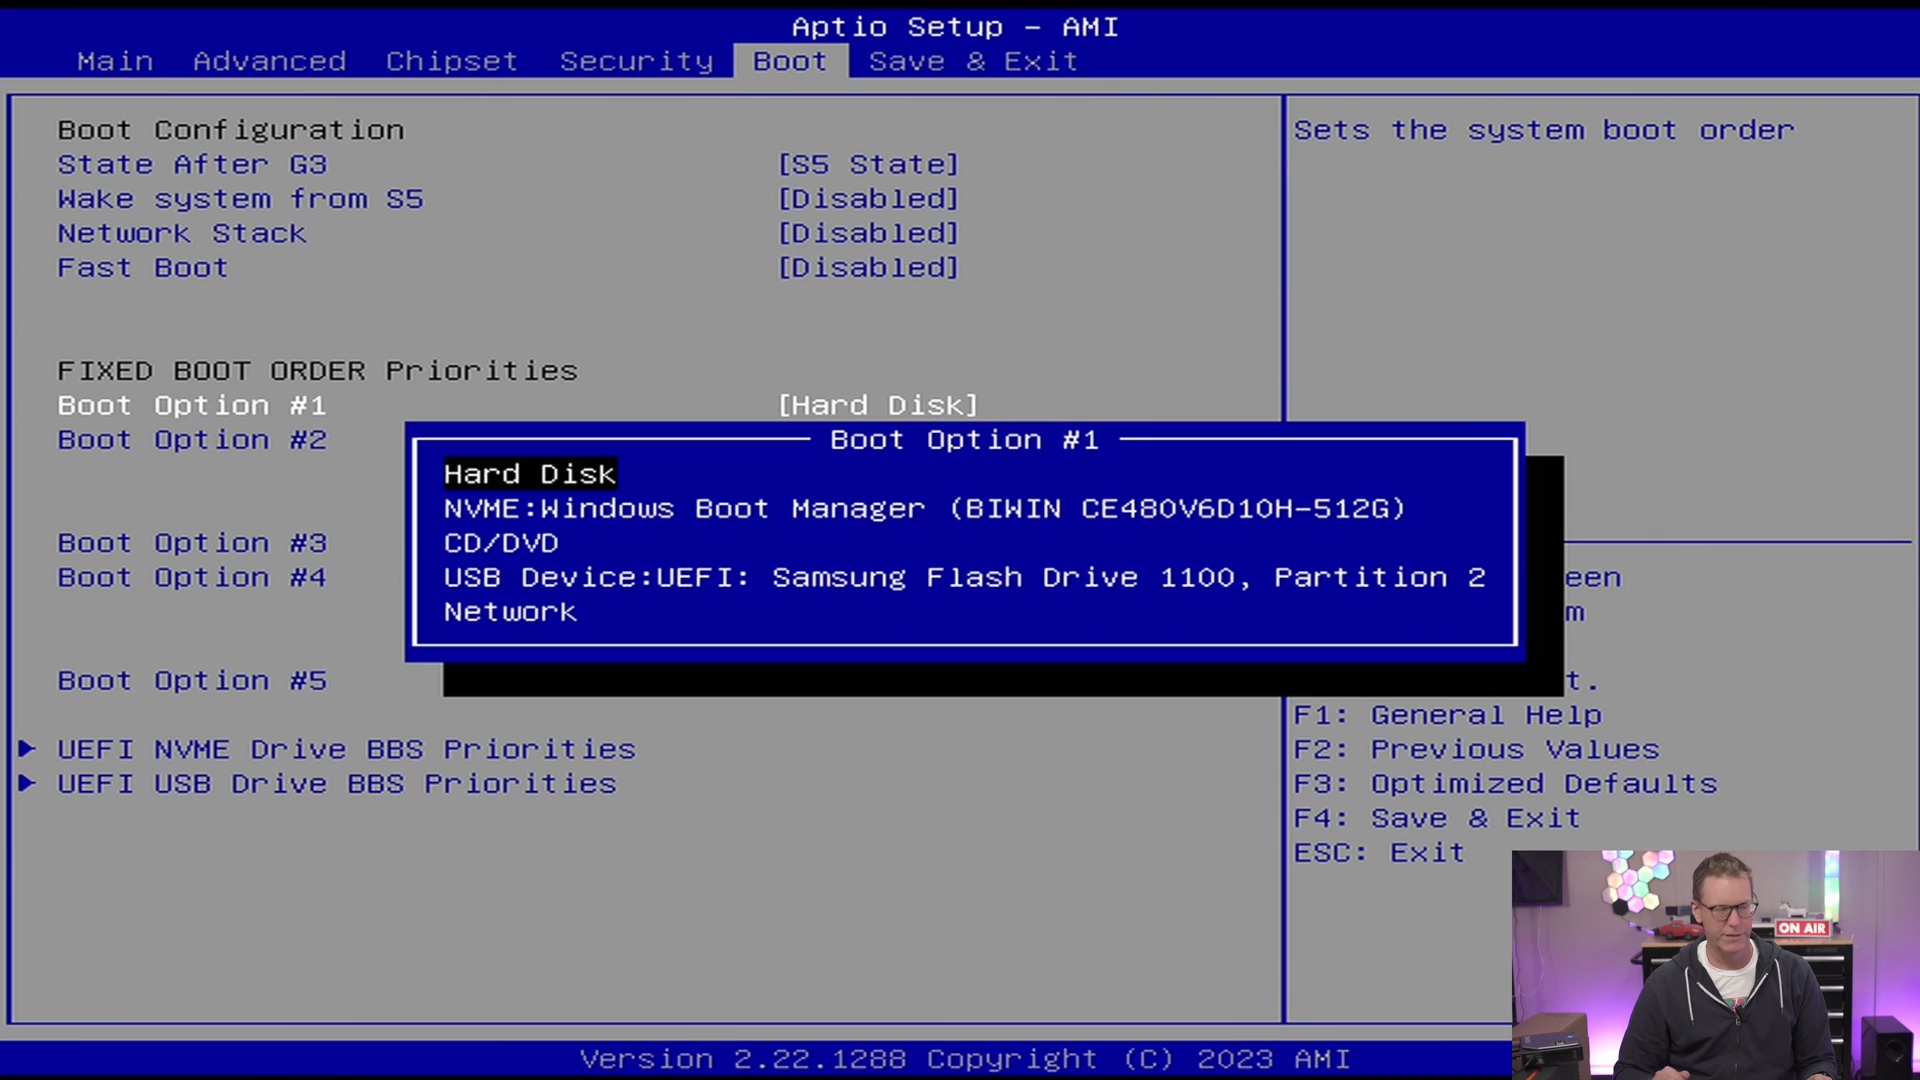 Aptio Setup – AMI
Main Advanced Chipset Security Boot Save & Exit
Boot Configuration
State After G3 [S5 State]
Wake system from S5 [Disabled]
Network Stack [Disabled]
Fast Boot [Disabled]
FIXED BOOT ORDER Priorities
Boot Option #1 [Hard Disk]
Boot Option #2
Boot Option #3
Boot Option #4
Boot Option #5
UEFI NVME Drive BBS Priorities
UEFI USB Drive BBS Priorities
Boot Option #1
Hard Disk
NVME:Windows Boot Manager (BIWIN CE480V6D10H-512G)
CD/DVD
USB Device:UEFI: Samsung Flash Drive 1100, Partition 2
Network
Sets the system boot order
een
m
t.
F1: General Help
F2: Previous Values
F3: Optimized Defaults
F4: Save & Exit
ESC: Exit
ON AIR
Version 2.22.1288 Copyright (C) 2023 AMI